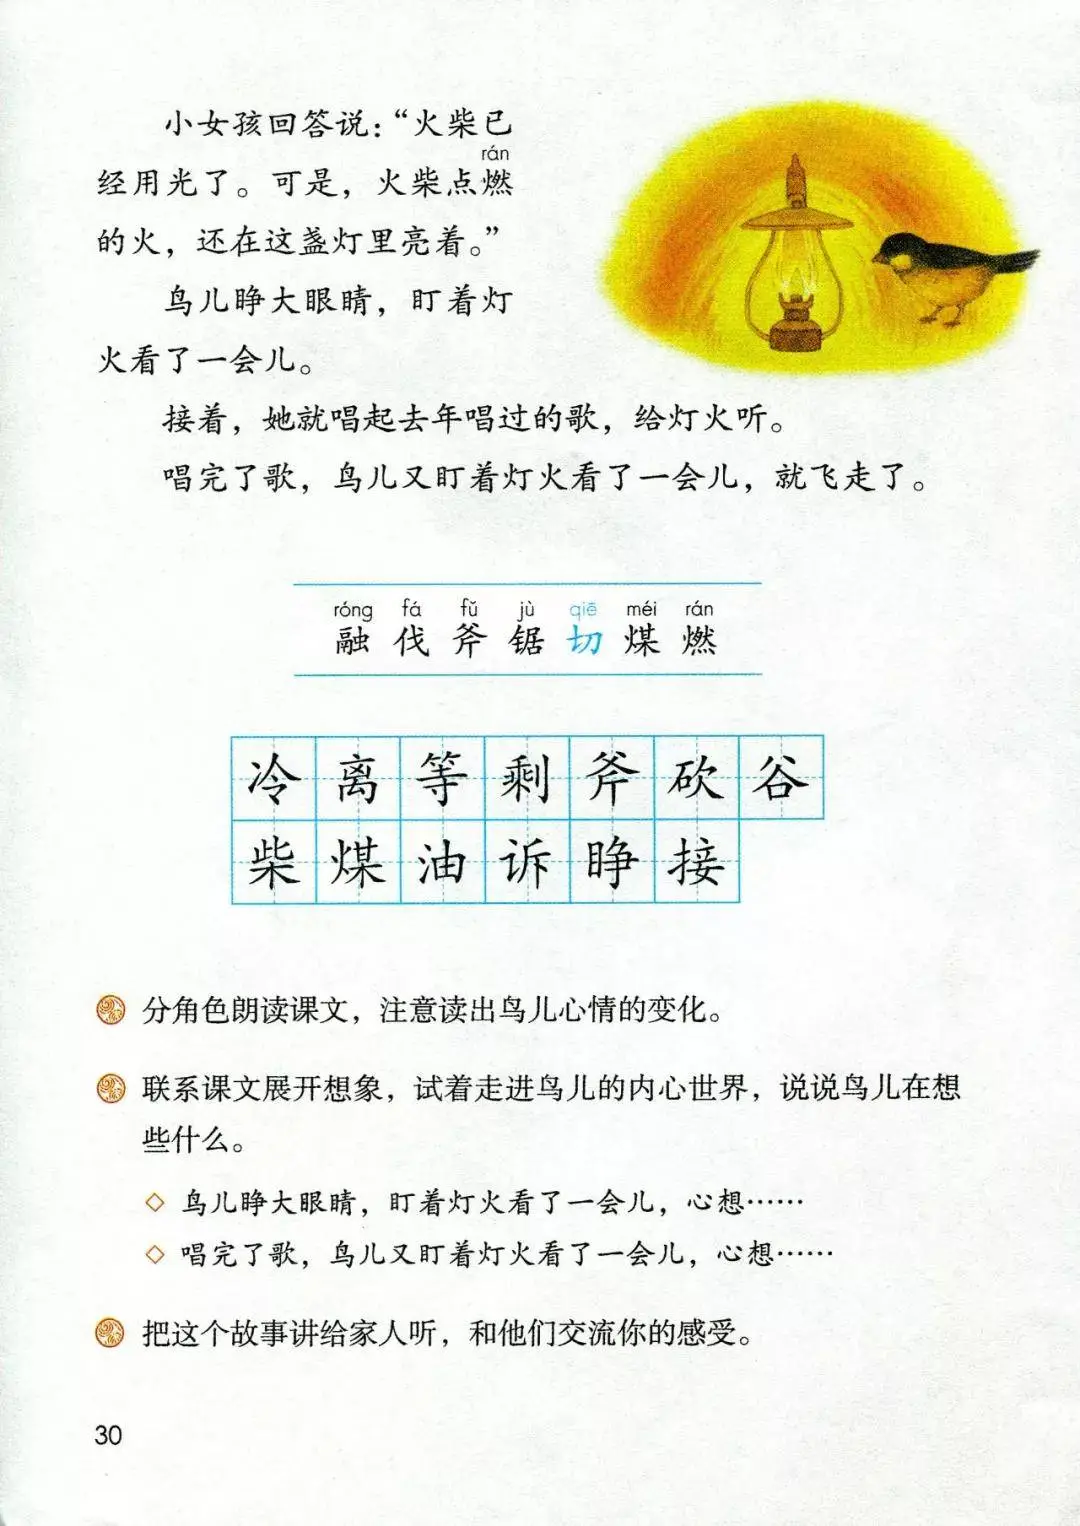 小女孩回答说：“火柴已
rán
经用光了。可是，火柴点燃
的火，还在这盏灯里亮着。”
鸟儿睁大眼睛，盯着灯
火看了一会儿。
接着，她就唱起去年唱过的歌，给灯火听。
唱完了歌，鸟儿又盯着灯火看了一会儿，就飞走了。
róng fá fǔ jù qiē méi rán
融 伐 斧 锯 切 煤 燃
冷 离 等 剩 斧 砍 谷
柴 煤 油 诉 睁 接
分角色朗读课文，注意读出鸟儿心情的变化。
联系课文展开想象，试着走进鸟儿的内心世界，说说鸟儿在想
些什么。
◇ 鸟儿睁大眼睛，盯着灯火看了一会儿，心想……
◇ 唱完了歌，鸟儿又盯着灯火看了一会儿，心想……
把这个故事讲给家人听，和他们交流你的感受。
30